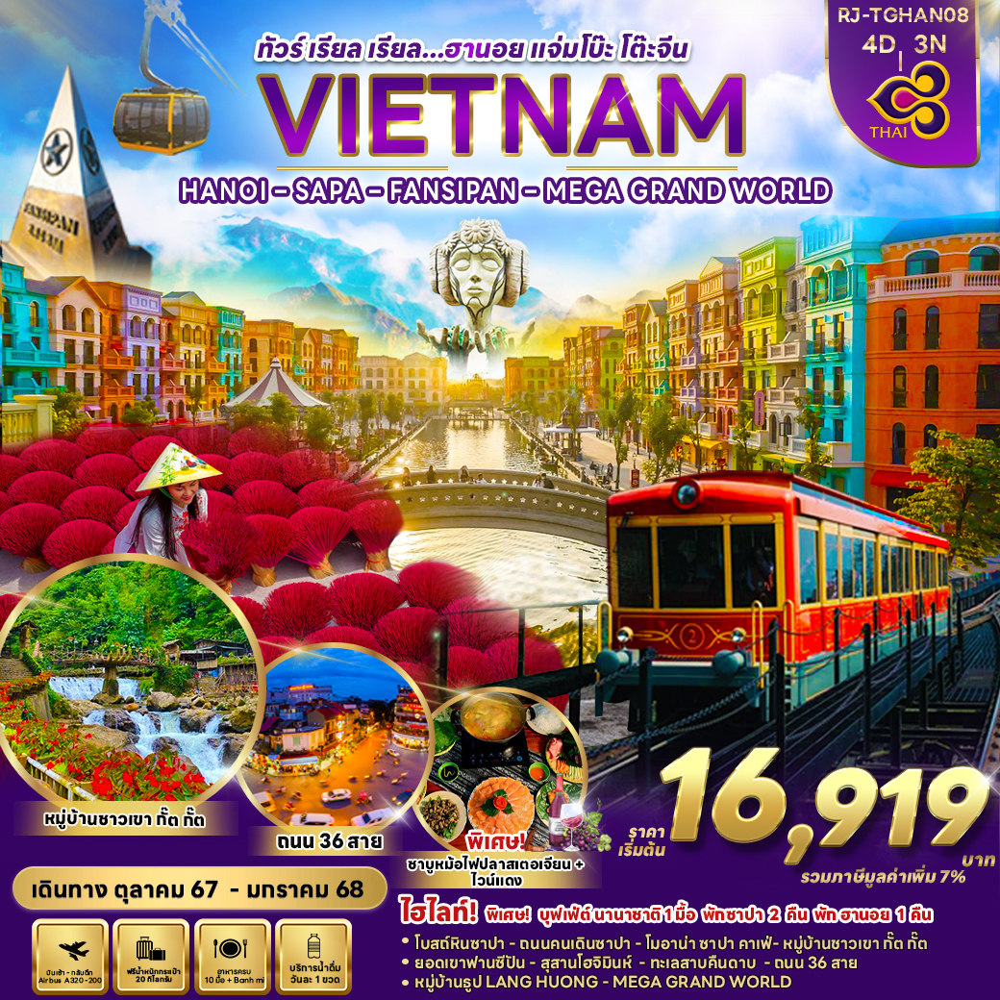 RJ-TGHAN08
4D 3N
THAI
ทัวร์ เรียล เรียล...ฮานอย แจ่มโบ๊ะ โต๊ะจีน
VIETNAM
HANOI – SAPA – FANSIPAN – MEGA GRAND WORLD
FANSIPAN
หมู่บ้านชาวเขา กั๊ต กั๊ต
ถนน 36 สาย
พิเศษ!
ชาบูหม้อไฟปลาสเตอเจียน +
ไวน์แดง
ราคา
เริ่มต้น
16,919
บาท
รวมภาษีมูลค่าเพิ่ม 7%
เดินทาง ตุลาคม 67 - มกราคม 68
บินเช้า - กลับดึก
Airbus A320-200
ฟรีน้ำหนักกระเป๋า
20 กิโลกรัม
อาหารครบ
10 มื้อ + Banh mi
บริการน้ำดื่ม
วันละ 1 ขวด
ไฮไลท์! พิเศษ! บุฟเฟ่ต์นานาชาติ 1 มื้อ พักซาปา 2 คืน พักฮานอย 1 คืน
• โบสถ์หินซาปา - ถนนคนเดินซาปา - โมอาน่า ซาปา คาเฟ่- หมู่บ้านชาวเขา กั๊ต กั๊ต
• ยอดเขาฟานซีปัน - สุสานโฮจิมินห์ - ทะเลสาบคืนดาบ - ถนน 36 สาย
• หมู่บ้านธูป LANG HUONG - MEGA GRAND WORLD